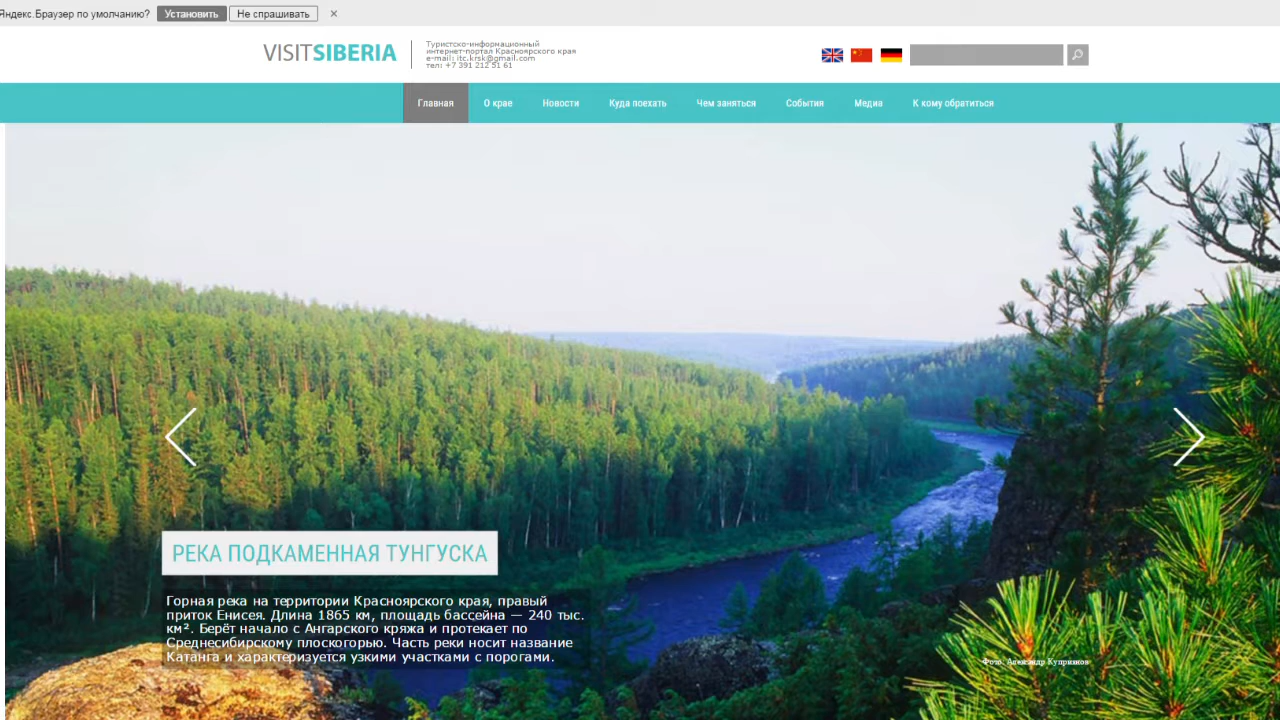 Яндекс.Браузер по умолчанию? Установить Не спрашивать
VISITSIBERIA
Туристско-информационный
интернет-портал Красноярского края
e-mail: itc.krsk@gmail.com
тел: +7 391 212 51 61
Главная О крае Новости Куда поехать Чем заняться События Медиа К кому обратиться
РЕКА ПОДКАМЕННАЯ ТУНГУСКА
Горная река на территории Красноярского края, правый
приток Енисея. Длина 1865 км, площадь бассейна — 240 тыс.
км². Берёт начало с Ангарского кряжа и протекает по
Среднесибирскому плоскогорью. Часть реки носит название
Катанга и характеризуется узкими участками с порогами.
Фото: Александр Куприянов